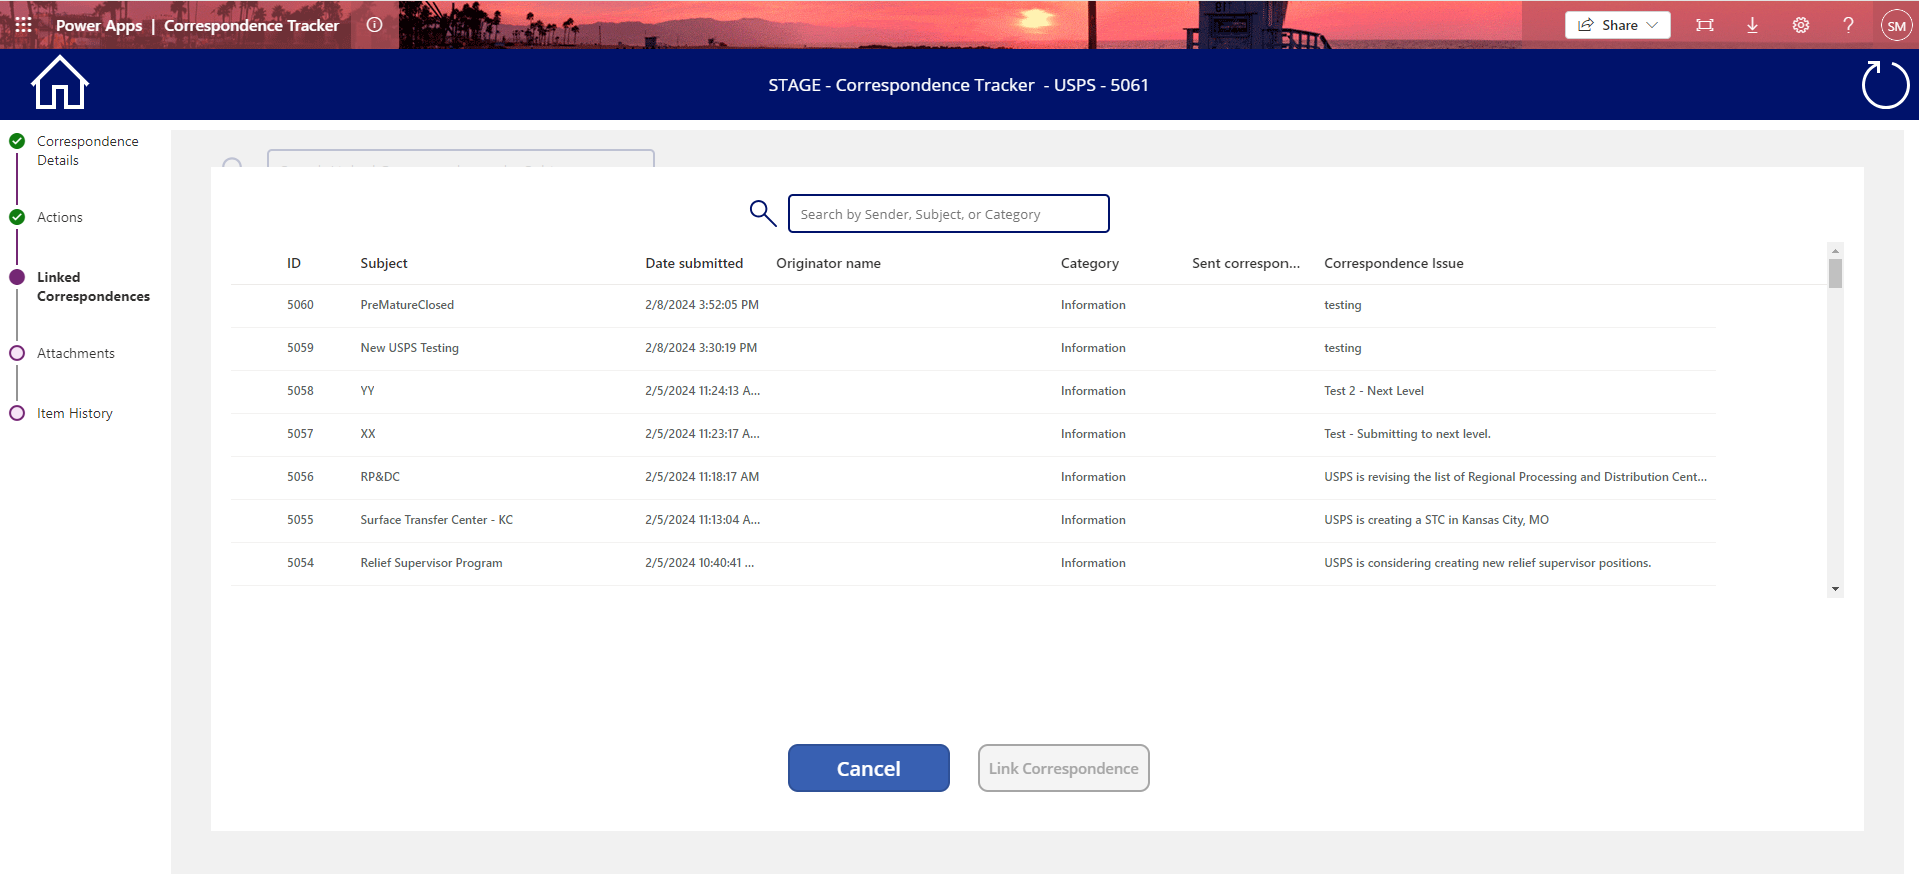 Power Apps | Correspondence Tracker
Share
?
SM
STAGE - Correspondence Tracker - USPS - 5061
Correspondence
Details
Actions
Linked
Correspondences
Attachments
Item History
Search by Sender, Subject, or Category
ID Subject Date submitted Originator name Category Sent correspon... Correspondence Issue
5060 PreMatureClosed 2/8/2024 3:52:05 PM Information testing
5059 New USPS Testing 2/8/2024 3:30:19 PM Information testing
5058 YY 2/5/2024 11:24:13 A... Information Test 2 - Next Level
5057 XX 2/5/2024 11:23:17 A... Information Test - Submitting to next level.
5056 RP&DC 2/5/2024 11:18:17 AM Information USPS is revising the list of Regional Processing and Distribution Cent...
5055 Surface Transfer Center - KC 2/5/2024 11:13:04 A... Information USPS is creating a STC in Kansas City, MO
5054 Relief Supervisor Program 2/5/2024 10:40:41 ... Information USPS is considering creating new relief supervisor positions.
Cancel Link Correspondence